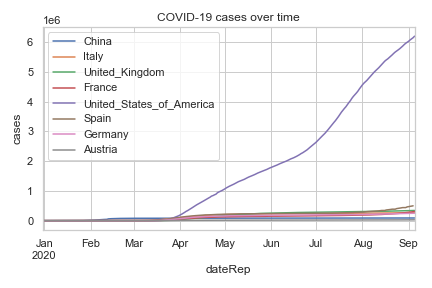 COVID-19 cases over time
1e6
6
5
4
3
2
1
0
cases
China
Italy
United_Kingdom
France
United_States_of_America
Spain
Germany
Austria
Jan Feb Mar Apr May Jun Jul Aug Sep
2020
dateRep